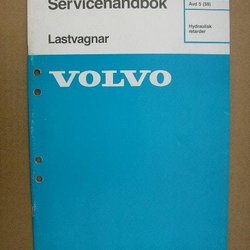 Servicehandbok
Avd 5 (59)
Hydraulisk
retarder
Lastvagnar
VOLVO